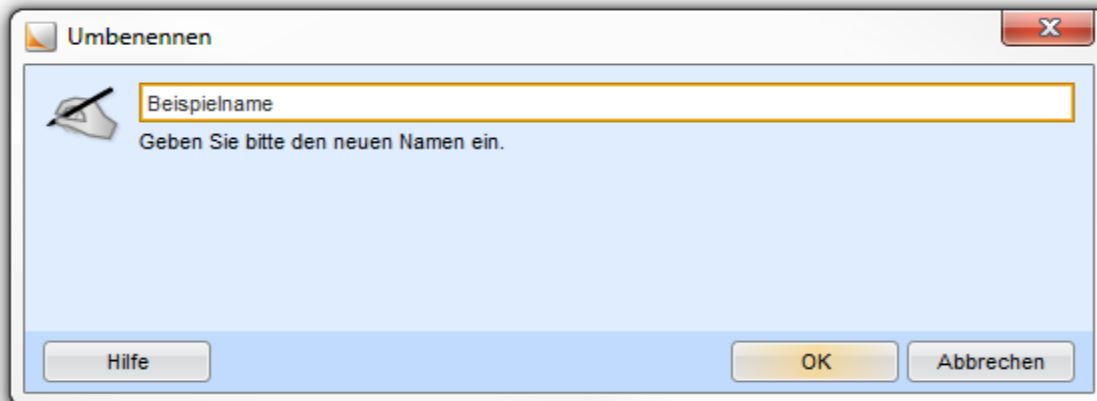 Umbenennen
Beispielname
Geben Sie bitte den neuen Namen ein.
Hilfe
OK
Abbrechen